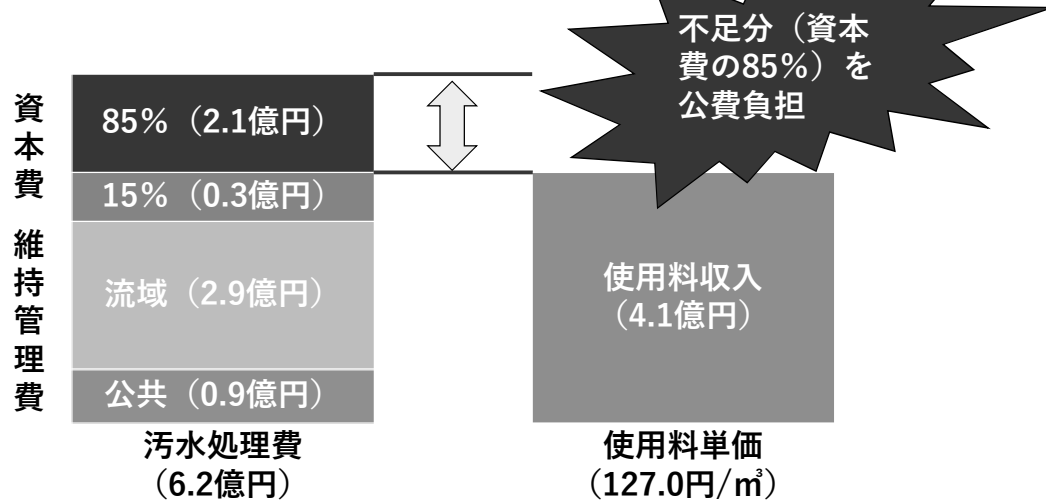 不足分（資本
費の85%）を
公費負担
資本費
85%（2.1億円）
15%（0.3億円）
維持管理費
流域（2.9億円）
公共（0.9億円）
使用料収入
（4.1億円）
汚水処理費
（6.2億円）
使用料単価
（127.0円/㎥）